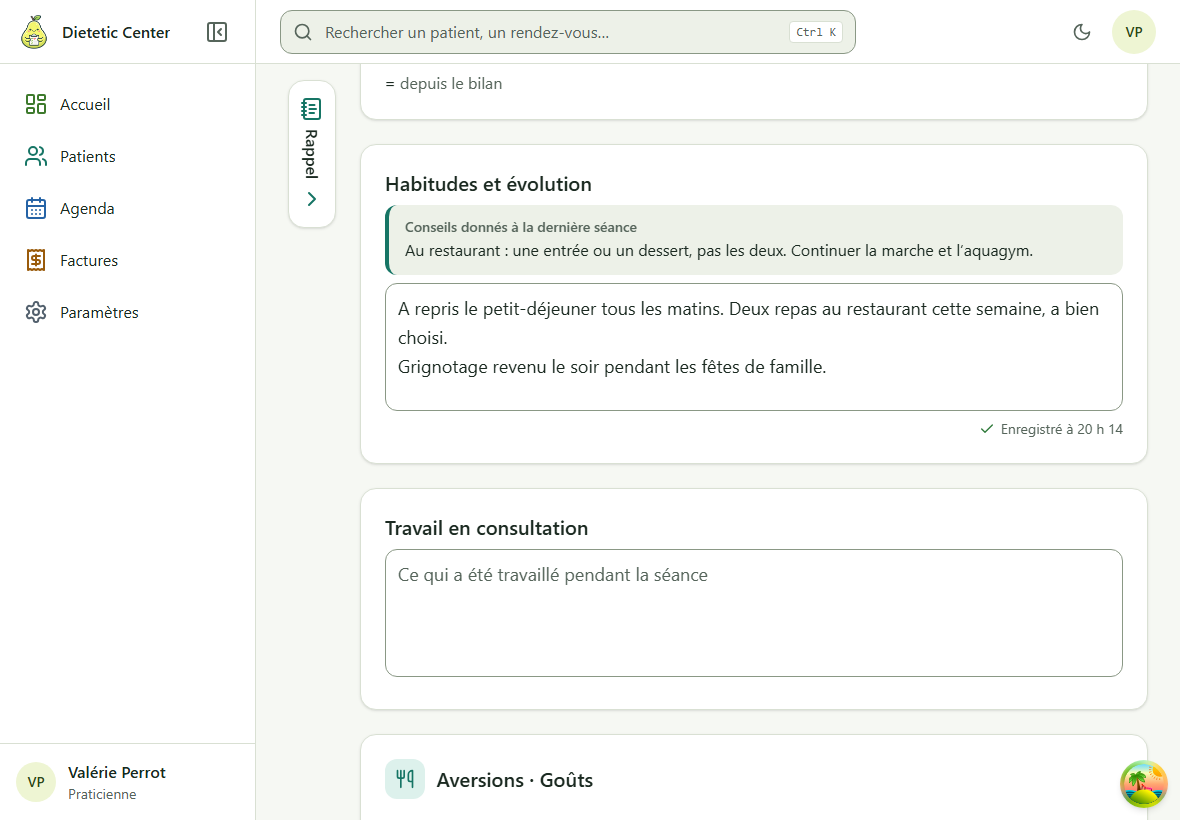 Dietetic Center
Rechercher un patient, un rendez-vous...
Ctrl K
VP
Accueil
Patients
Agenda
Factures
Paramètres
Valérie Perrot
Praticienne
VP
Rappel
= depuis le bilan
Habitudes et évolution
Conseils donnés à la dernière séance
Au restaurant : une entrée ou un dessert, pas les deux. Continuer la marche et l’aquagym.
A repris le petit-déjeuner tous les matins. Deux repas au restaurant cette semaine, a bien
choisi.
Grignotage revenu le soir pendant les fêtes de famille.
Enregistré à 20 h 14
Travail en consultation
Ce qui a été travaillé pendant la séance
Aversions · Goûts